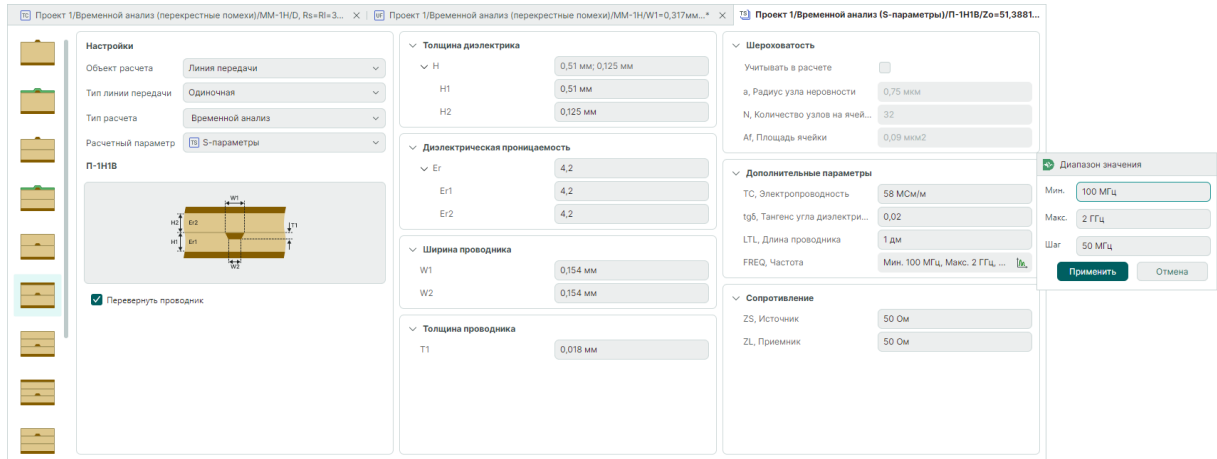 TC Проект 1/Временной анализ (перекрестные помехи)/MM-1H/D, Rs=Rl=3...
MF Проект 1/Временной анализ (перекрестные помехи)/MM-1H/W1=0,317мм...*
TS Проект 1/Временной анализ (S-параметры)/П-1Н1В/Zo=51,3881...
Настройки
Объект расчета Линия передачи
Тип линии передачи Одиночная
Тип расчета Временной анализ
Расчетный параметр TS S-параметры
П-1Н1В
W1
H2 Er2
T1
H1 Er1
W2
Перевернуть проводник
Толщина диэлектрика
H 0,51 мм; 0,125 мм
H1 0,51 мм
H2 0,125 мм
Диэлектрическая проницаемость
Er 4,2
Er1 4,2
Er2 4,2
Ширина проводника
W1 0,154 мм
W2 0,154 мм
Толщина проводника
T1 0,018 мм
Шероховатость
Учитывать в расчете
a, Радиус узла неровности 0,75 мкм
N, Количество узлов на ячей... 32
Af, Площадь ячейки 0,09 мкм2
Дополнительные параметры
TC, Электропроводность 58 МСм/м
tgδ, Тангенс угла диэлектри... 0,02
LTL, Длина проводника 1 дм
FREQ, Частота Мин. 100 МГц, Макс. 2 ГГц, ...
Сопротивление
ZS, Источник 50 Ом
ZL, Приемник 50 Ом
Диапазон значения
Мин. 100 МГц
Макс. 2 ГГц
Шаг 50 МГц
Применить Отмена